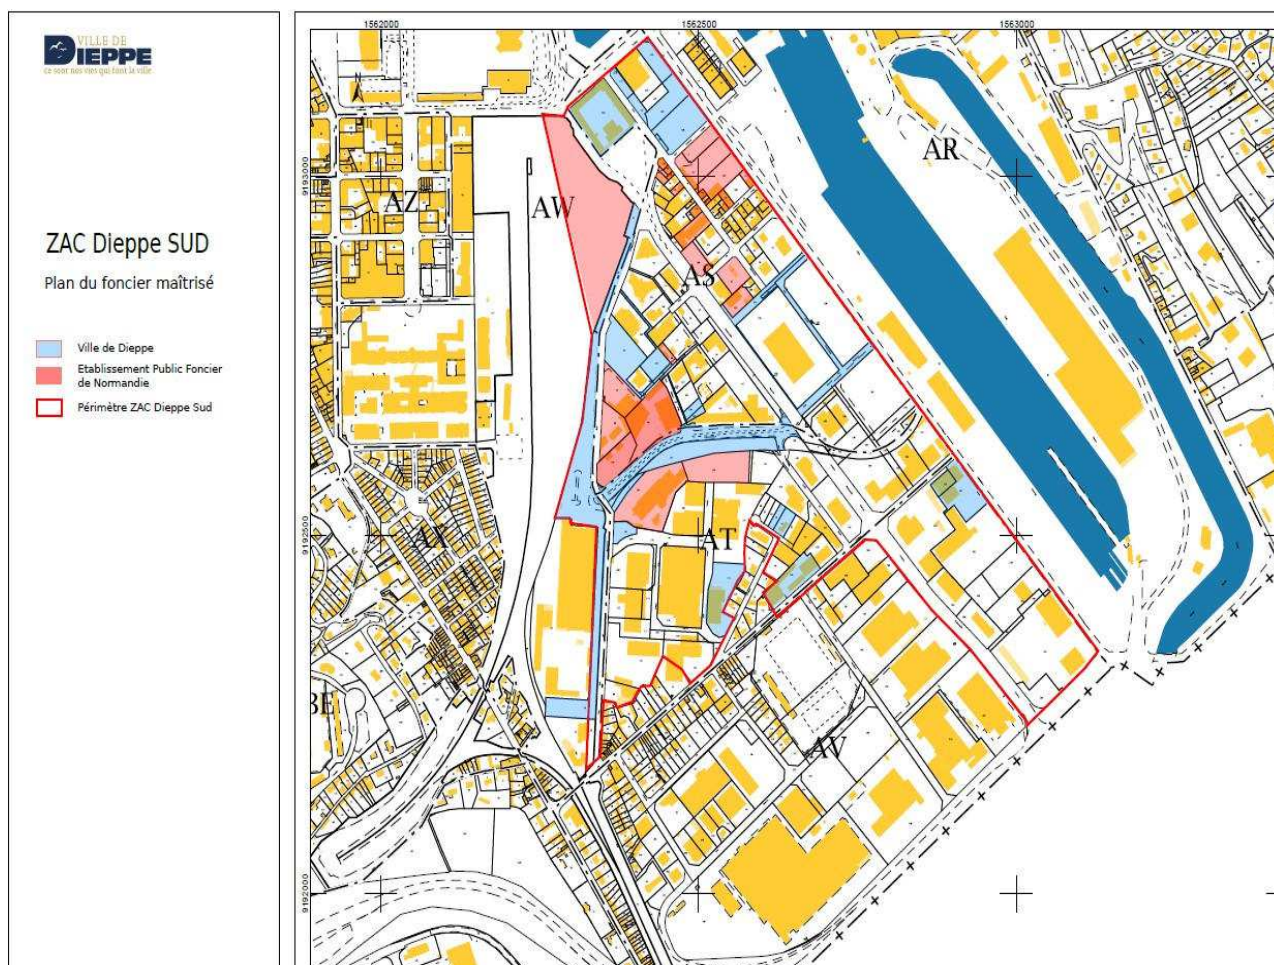 VILLE DE
DIEPPE
ce sont nos vies qui font la ville
ZAC Dieppe SUD
Plan du foncier maîtrisé
Ville de Dieppe
Etablissement Public Foncier
de Normandie
Périmètre ZAC Dieppe Sud
1562000
1562500
1563000
9193000
9192500
9192000
AZ
AW
AR
AS
AX
AT
BE
AV